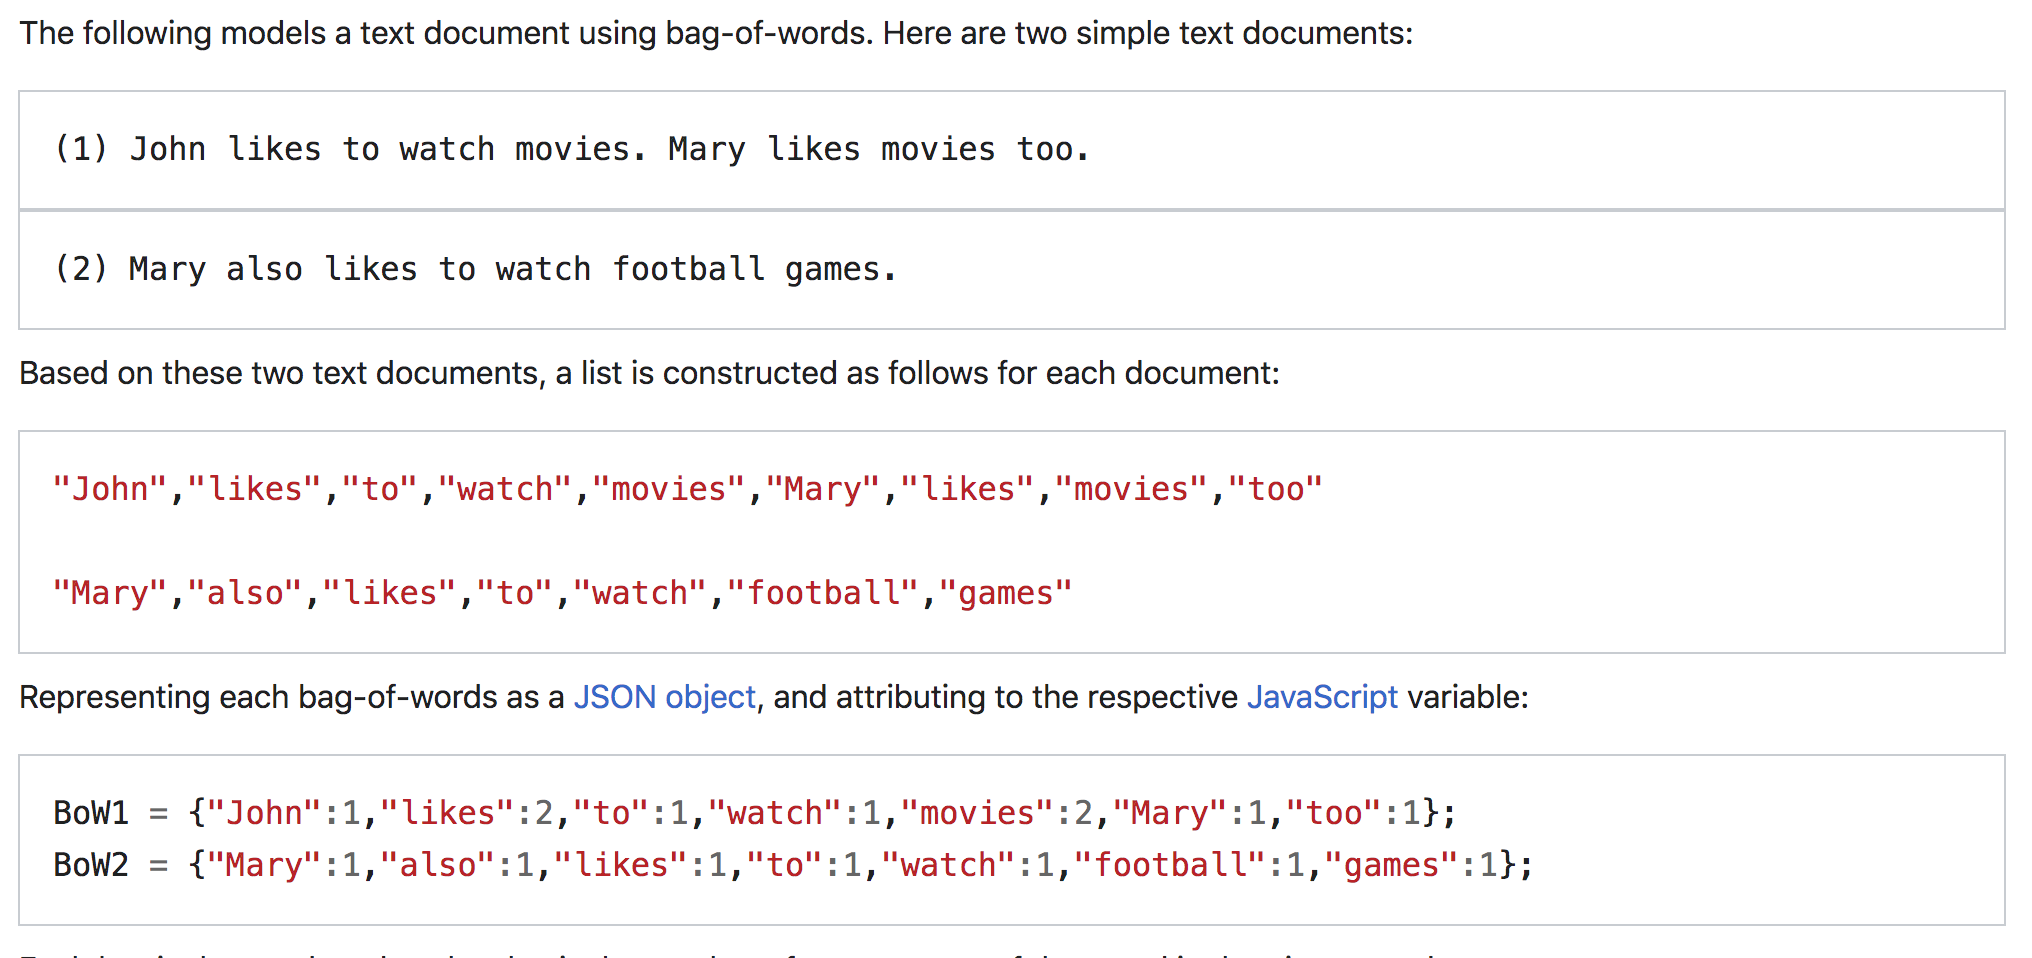 The following models a text document using bag-of-words. Here are two simple text documents:
(1) John likes to watch movies. Mary likes movies too.
(2) Mary also likes to watch football games.
Based on these two text documents, a list is constructed as follows for each document:
"John","likes","to","watch","movies","Mary","likes","movies","too"
"Mary","also","likes","to","watch","football","games"
Representing each bag-of-words as a JSON object, and attributing to the respective JavaScript variable:
BoW1 = {"John":1,"likes":2,"to":1,"watch":1,"movies":2,"Mary":1,"too":1};
BoW2 = {"Mary":1,"also":1,"likes":1,"to":1,"watch":1,"football":1,"games":1};